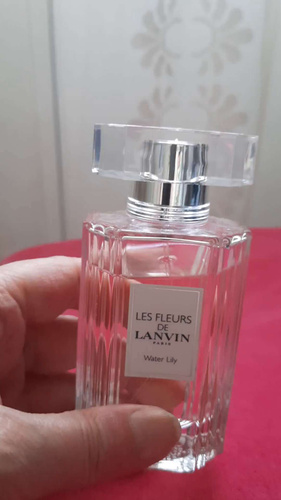 LES FLEURS
DE
LANVIN
PARIS
Water Lily